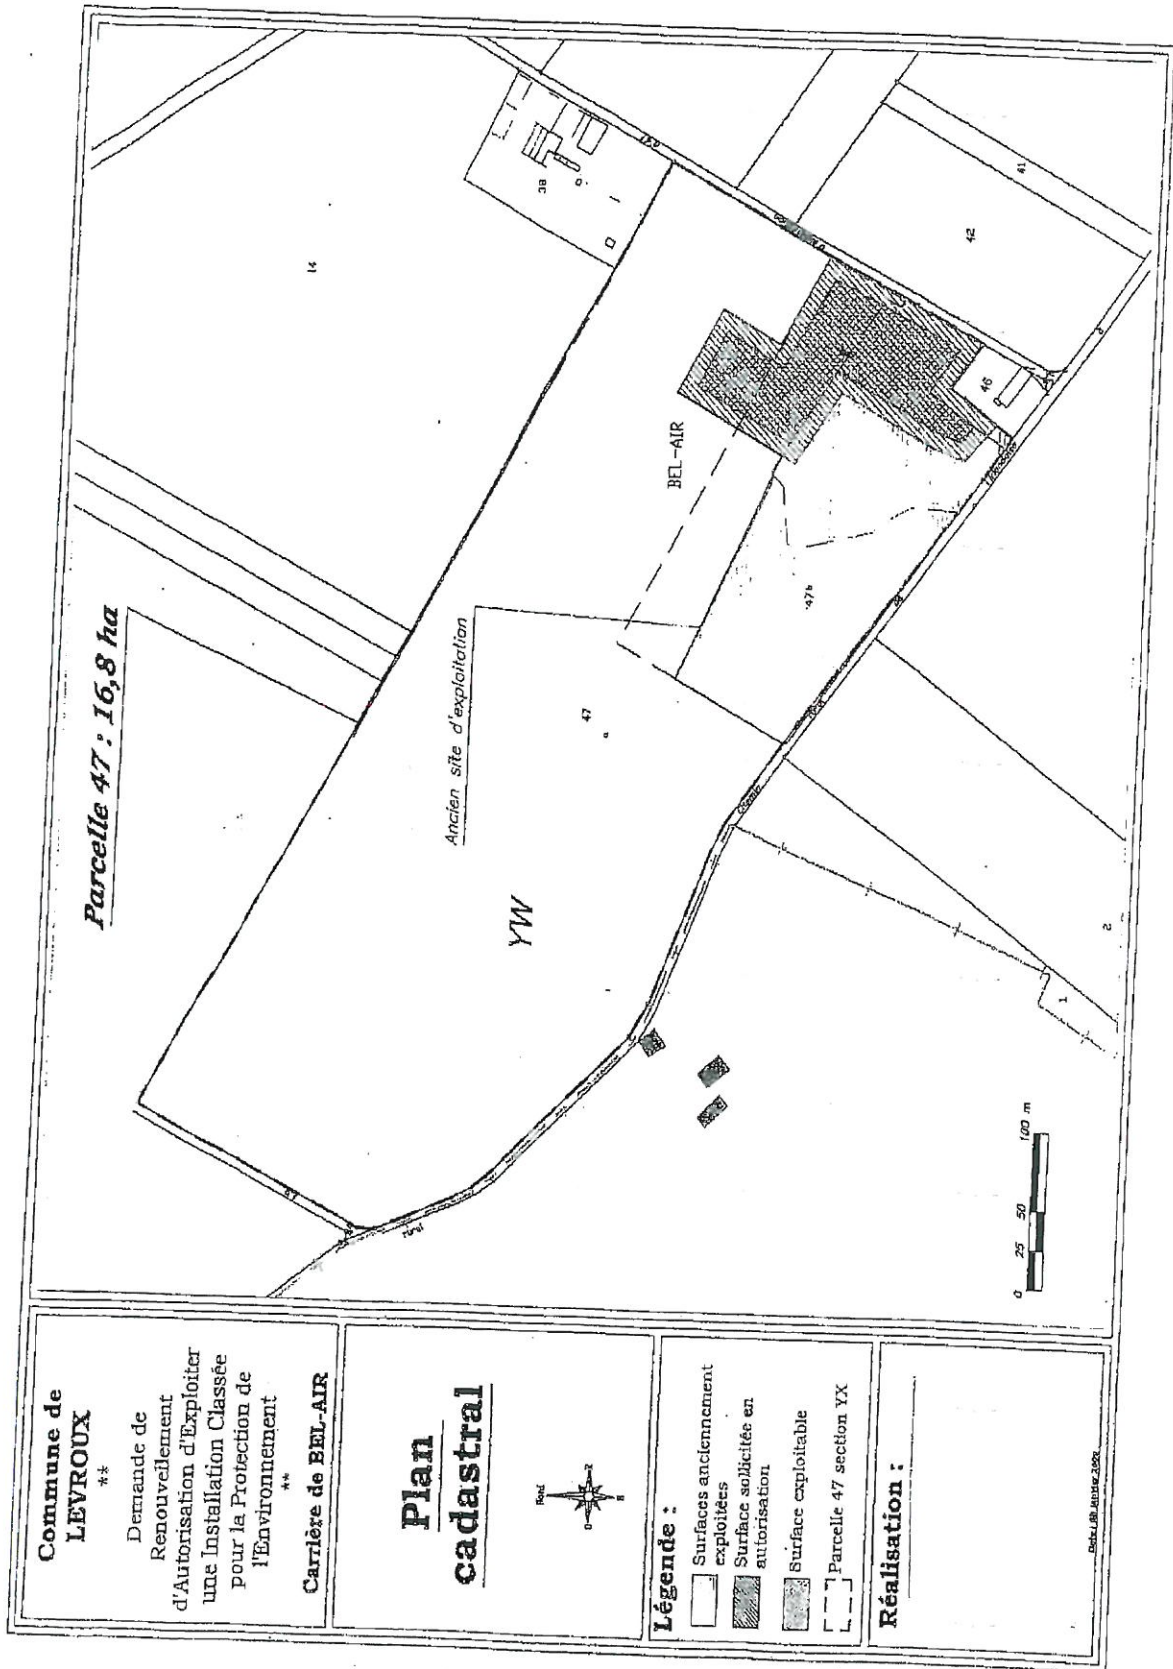 Commune de
LEVROUX
**
Demande de
Renouvellement
d'Autorisation d'Exploiter
une Installation Classée
pour la Protection de
l'Environnement
**
Carrière de BEL-AIR
Plan
cadastral
Nord
Légende :
Surfaces anciennement
exploitées
Surface sollicitée en
autorisation
Surface exploitable
Parcelle 47 section YX
Réalisation :
Parcelle 47 : 16,8 ha
Ancien site d'exploitation
YW
BEL-AIR
14
38
47
47b
46
42
41
1
2
0 25 50 100 m